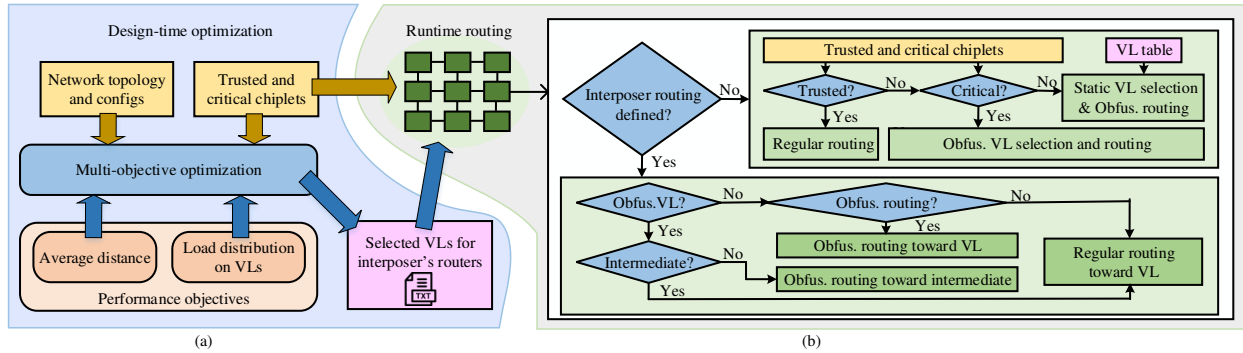 Design-time optimization
Network topology
and configs
Trusted and
critical chiplets
Multi-objective optimization
Average distance
Load distribution
on VLs
Performance objectives
Selected VLs for
interposer's routers
TXT
(a)
Runtime routing
Interposer routing
defined?
No
Yes
Trusted and critical chiplets
VL table
Trusted?
No
Critical?
No
Static VL selection
& Obfus. routing
Yes
Yes
Regular routing
Obfus. VL selection and routing
Obfus.VL?
No
Obfus. routing?
No
Yes
Yes
Obfus. routing toward VL
Regular routing
toward VL
Intermediate?
No
Obfus. routing toward intermediate
Yes
(b)